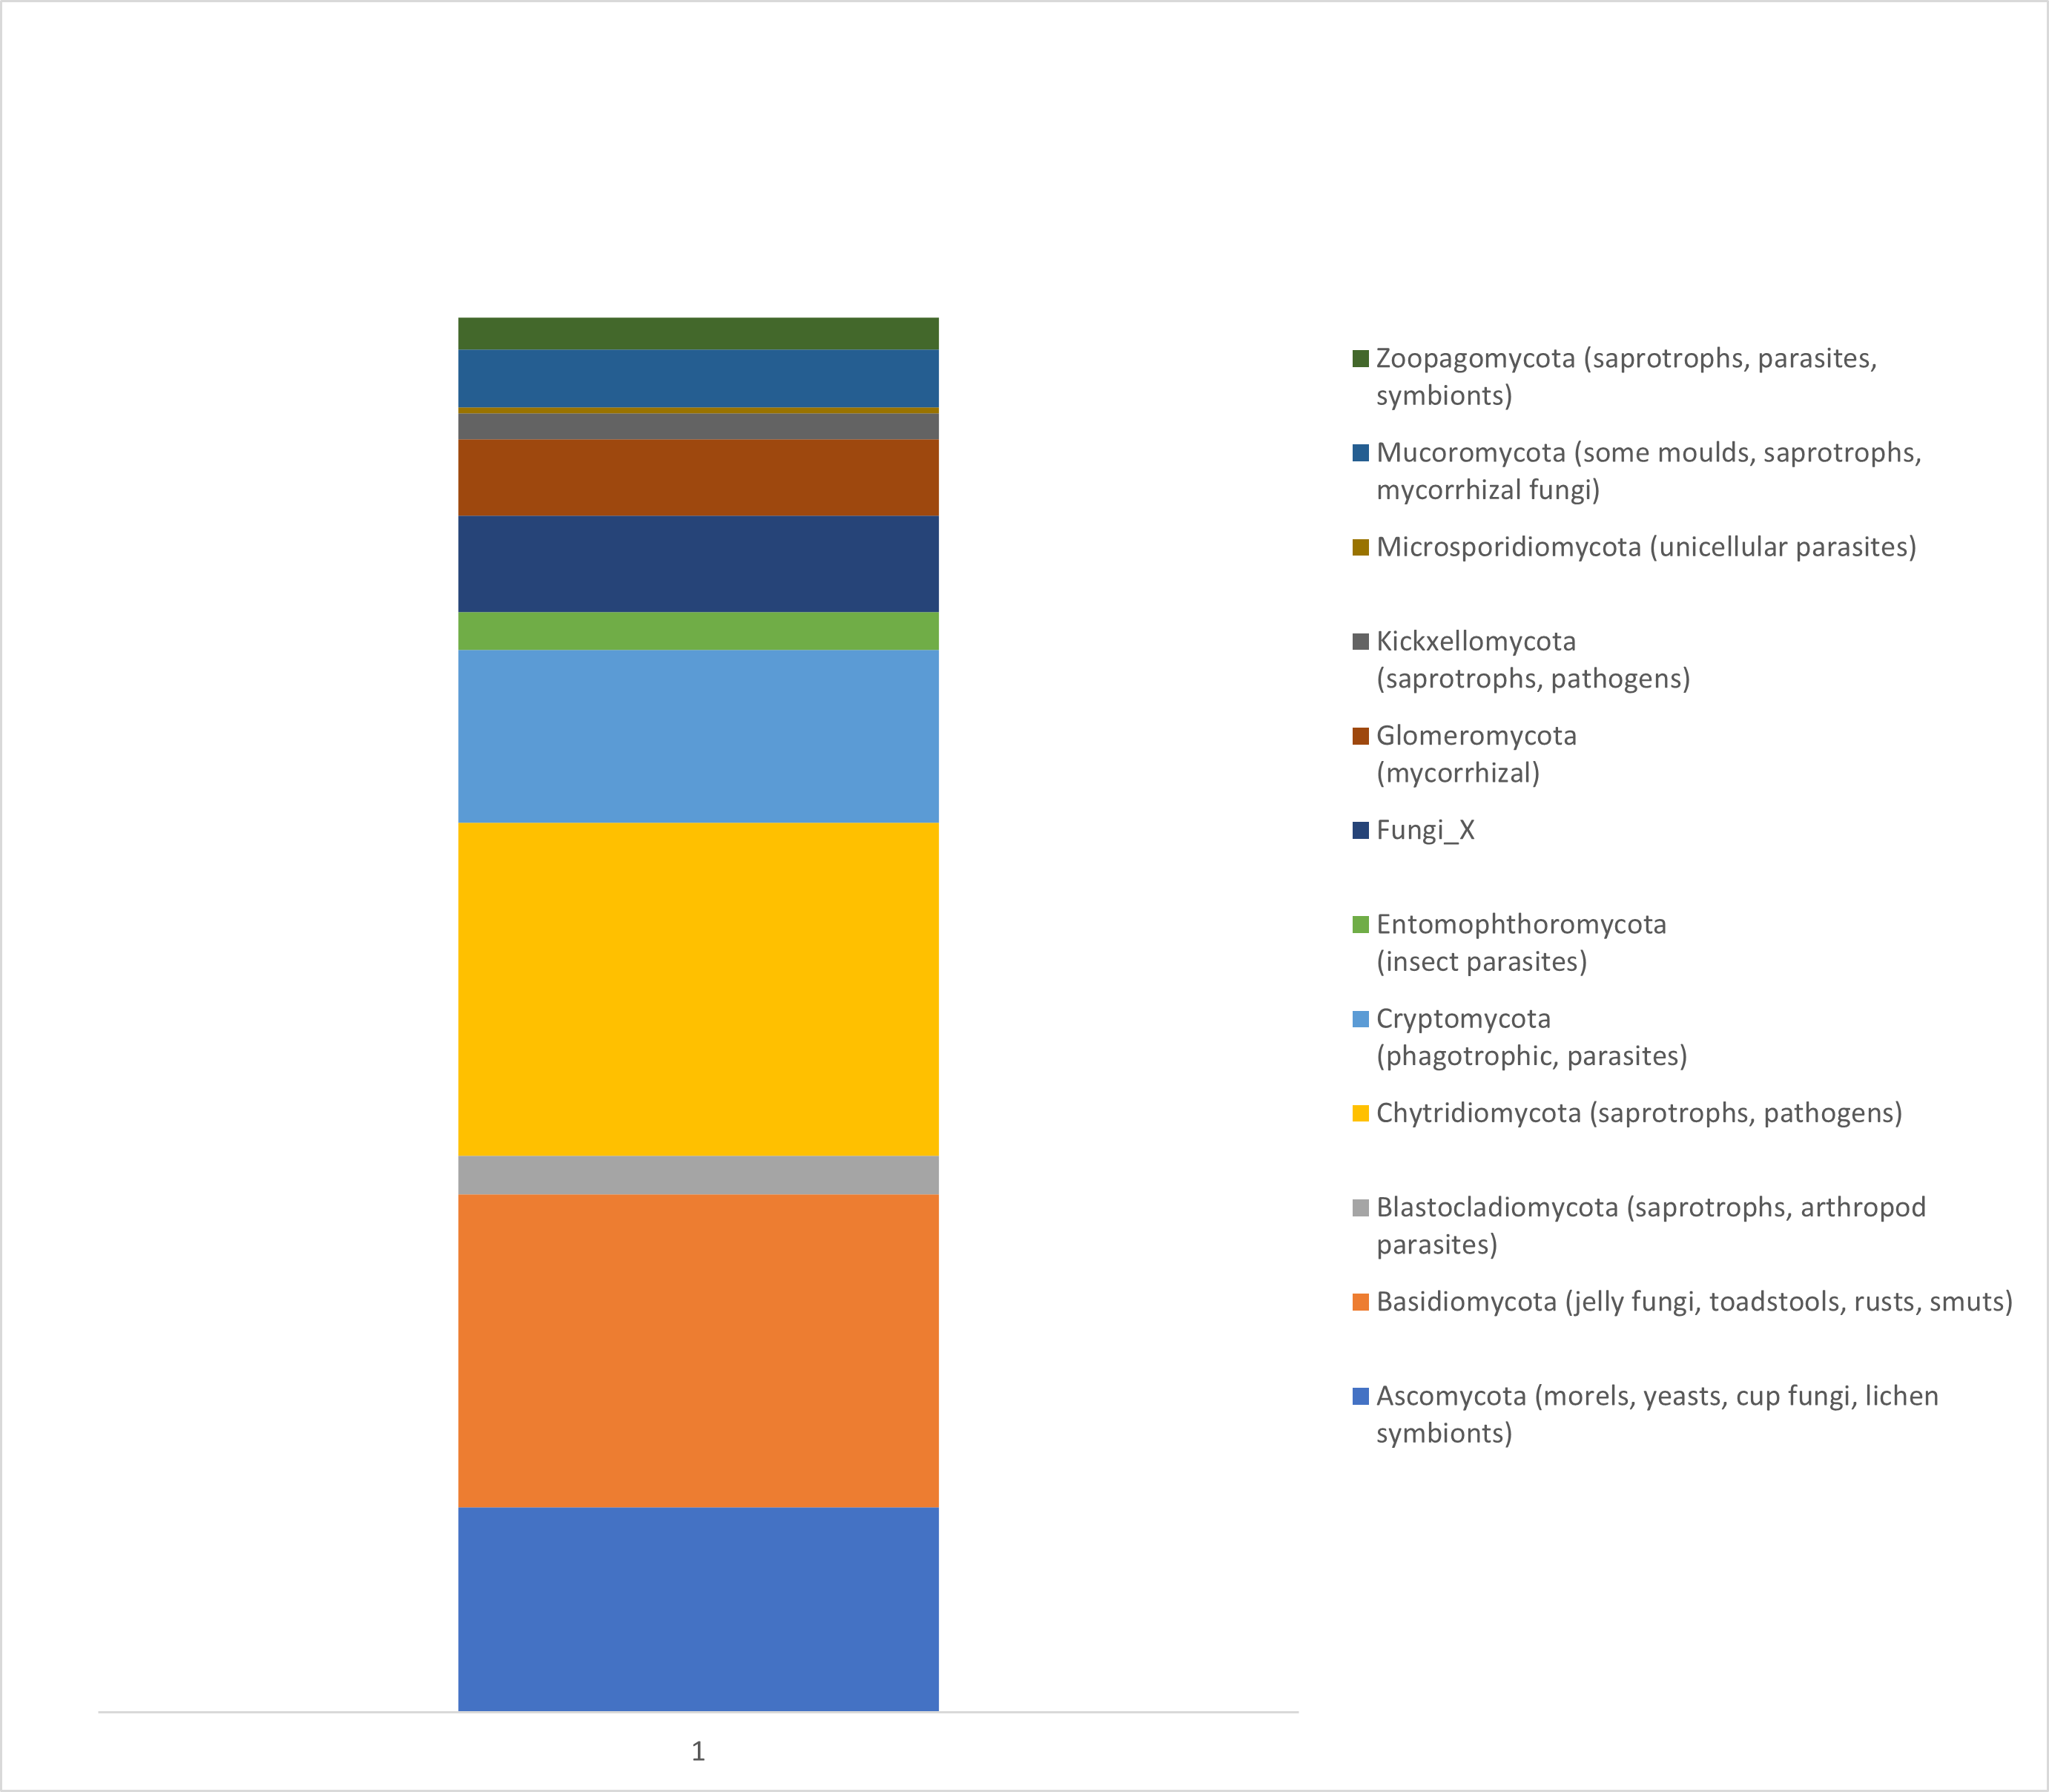 Zoopagomycota (saprotrophs, parasites,
symbionts)
Mucoromycota (some moulds, saprotrophs,
mycorrhizal fungi)
Microsporidiomycota (unicellular parasites)
Kickxellomycota
(saprotrophs, pathogens)
Glomeromycota
(mycorrhizal)
Fungi_X
Entomophthoromycota
(insect parasites)
Cryptomycota
(phagotrophic, parasites)
Chytridiomycota (saprotrophs, pathogens)
Blastocladiomycota (saprotrophs, arthropod
parasites)
Basidiomycota (jelly fungi, toadstools, rusts, smuts)
Ascomycota (morels, yeasts, cup fungi, lichen
symbionts)
1